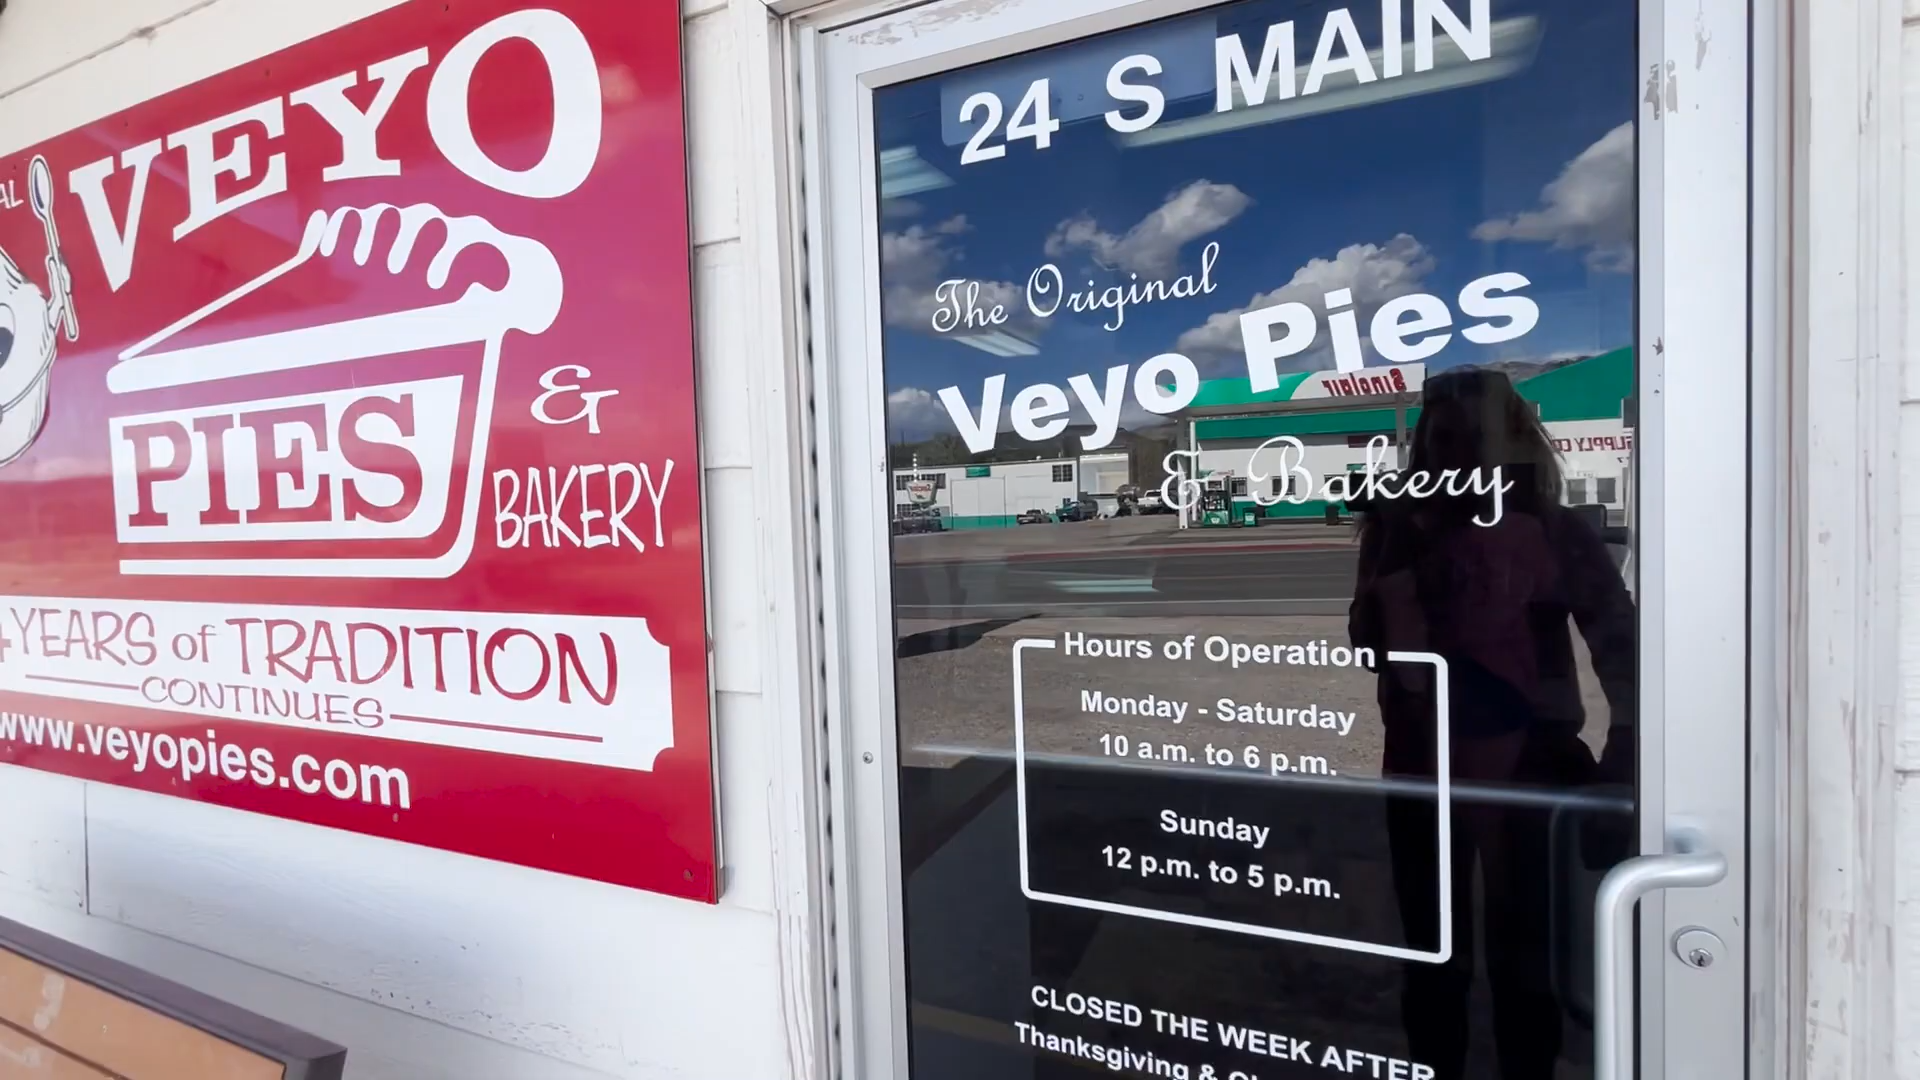 VEYO
PIES
&
BAKERY
YEARS of TRADITION
CONTINUES
www.veyopies.com
24 S MAIN
The Original
Veyo Pies
& Bakery
Sinclair
Hours of Operation
Monday - Saturday
10 a.m. to 6 p.m.
Sunday
12 p.m. to 5 p.m.
CLOSED THE WEEK AFTER
Thanksgiving &